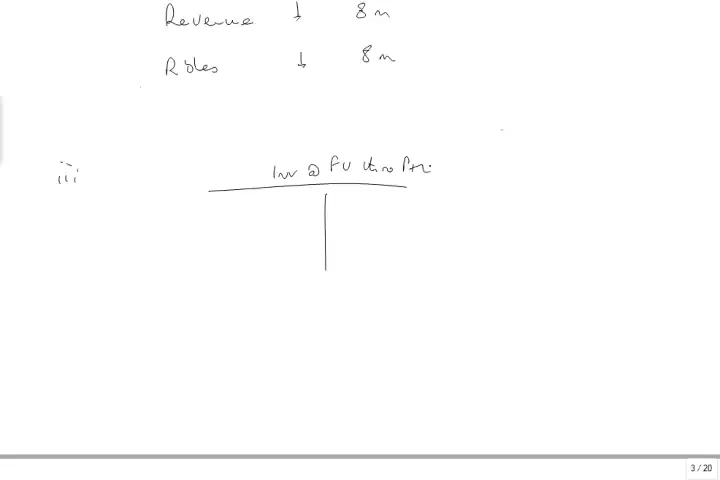 Revenue ↓ 8m
R'bles ↓ 8m
iii Inv @ FV thro P+L
3 / 20